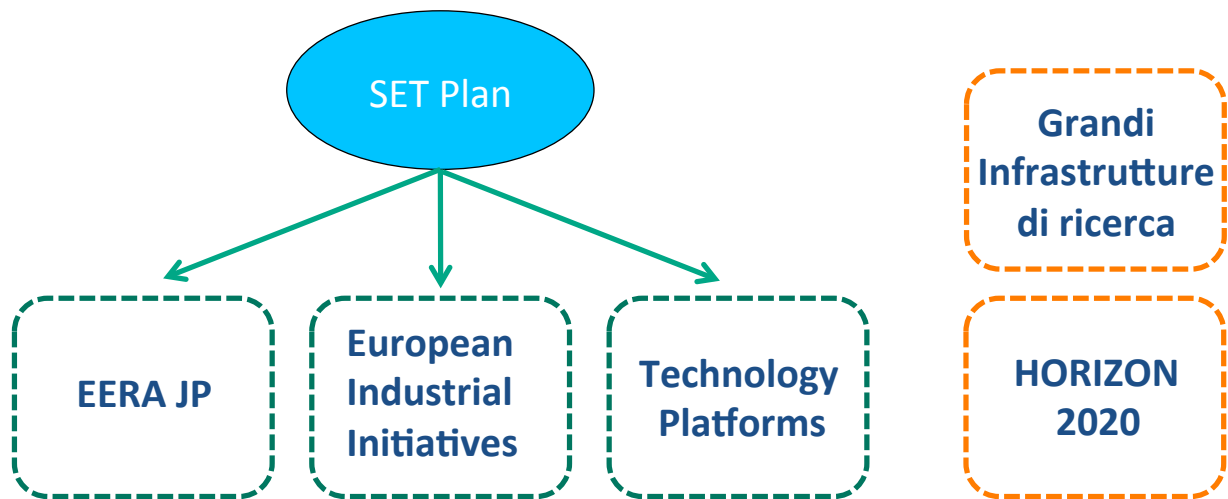 SET Plan
Grandi
Infrastrutture
di ricerca
EERA JP
European
Industrial
Initiatives
Technology
Platforms
HORIZON
2020